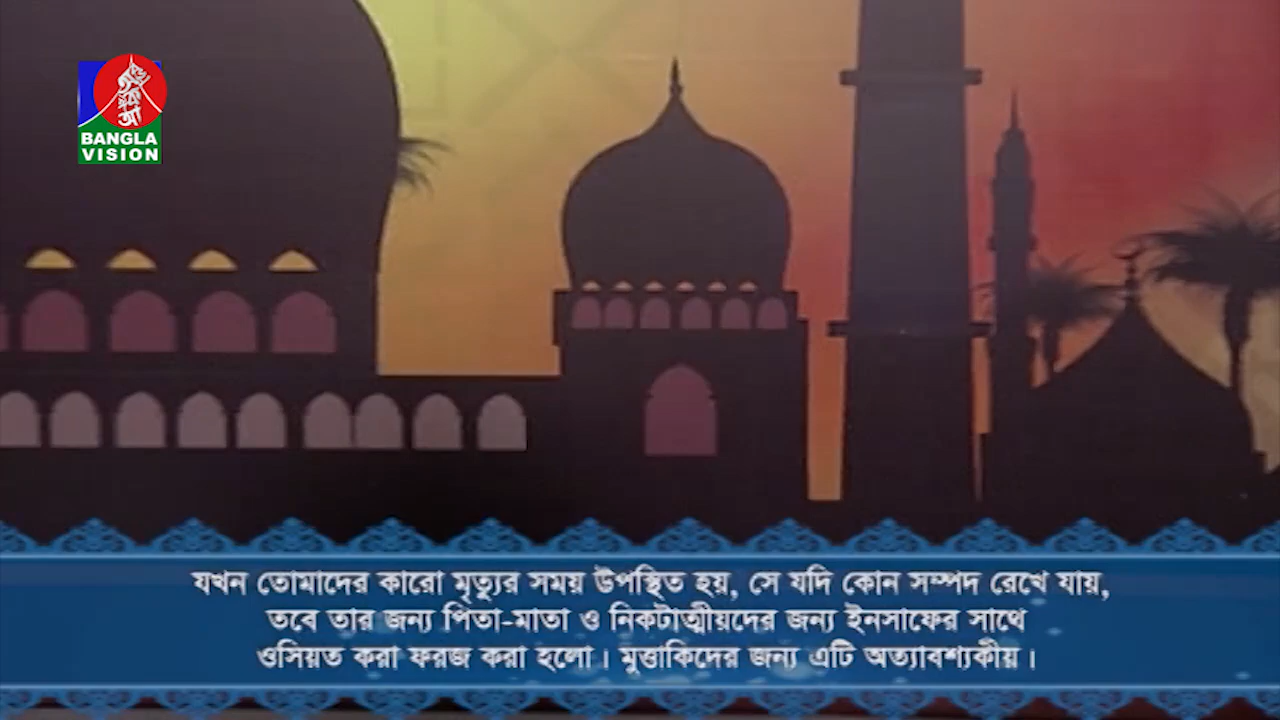 BANGLA
VISION
যখন তোমাদের কারো মৃত্যুর সময় উপস্থিত হয়, সে যদি কোন সম্পদ রেখে যায়,
তবে তার জন্য পিতা-মাতা ও নিকটাত্মীয়দের জন্য ইনসাফের সাথে
ওসিয়ত করা ফরজ করা হলো। মুত্তাকিদের জন্য এটি অত্যাবশ্যকীয়।